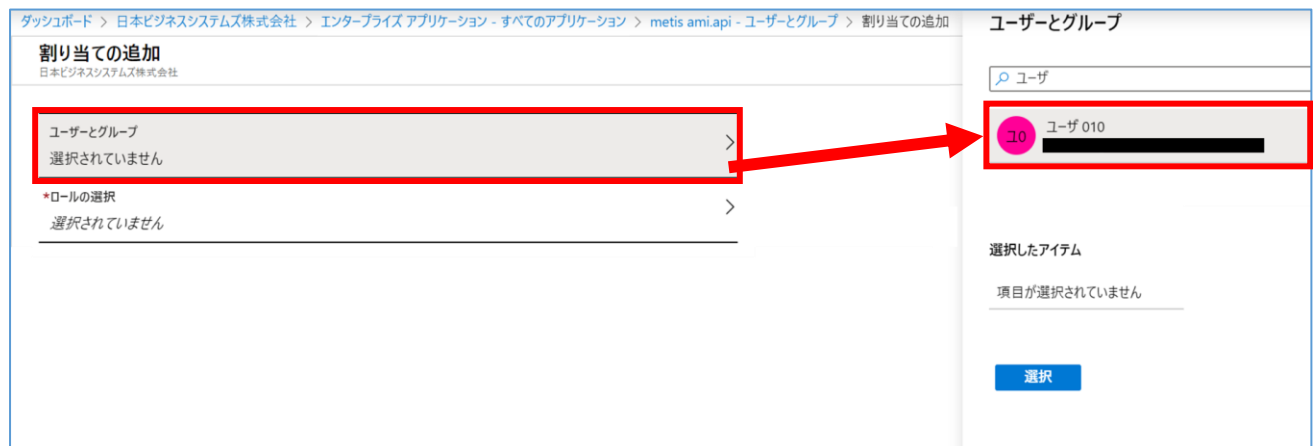 ダッシュボード > 日本ビジネスシステムズ株式会社 > エンタープライズ アプリケーション - すべてのアプリケーション > metis ami.api - ユーザーとグループ > 割り当ての追加
割り当ての追加
日本ビジネスシステムズ株式会社
ユーザーとグループ
選択されていません
*ロールの選択
選択されていません
ユーザーとグループ
ユーザ
ユ0
ユーザ 010
選択したアイテム
項目が選択されていません
選択